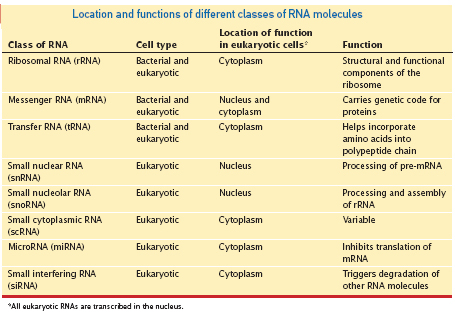 Location and functions of different classes of RNA molecules
Location of function
Class of RNA Cell type in eukaryotic cells* Function
Ribosomal RNA (rRNA) Bacterial and Cytoplasm Structural and functional
eukaryotic components of the
ribosome
Messenger RNA (mRNA) Bacterial and Nucleus and Carries genetic code for
eukaryotic cytoplasm proteins
Transfer RNA (tRNA) Bacterial and Cytoplasm Helps incorporate
eukaryotic amino acids into
polypeptide chain
Small nuclear RNA Eukaryotic Nucleus Processing of pre-mRNA
(snRNA)
Small nucleolar RNA Eukaryotic Nucleus Processing and assembly
(snoRNA) of rRNA
Small cytoplasmic RNA Eukaryotic Cytoplasm Variable
(scRNA)
MicroRNA (miRNA) Eukaryotic Cytoplasm Inhibits translation of
mRNA
Small interfering RNA Eukaryotic Cytoplasm Triggers degradation of
(siRNA) other RNA molecules
*All eukaryotic RNAs are transcribed in the nucleus.